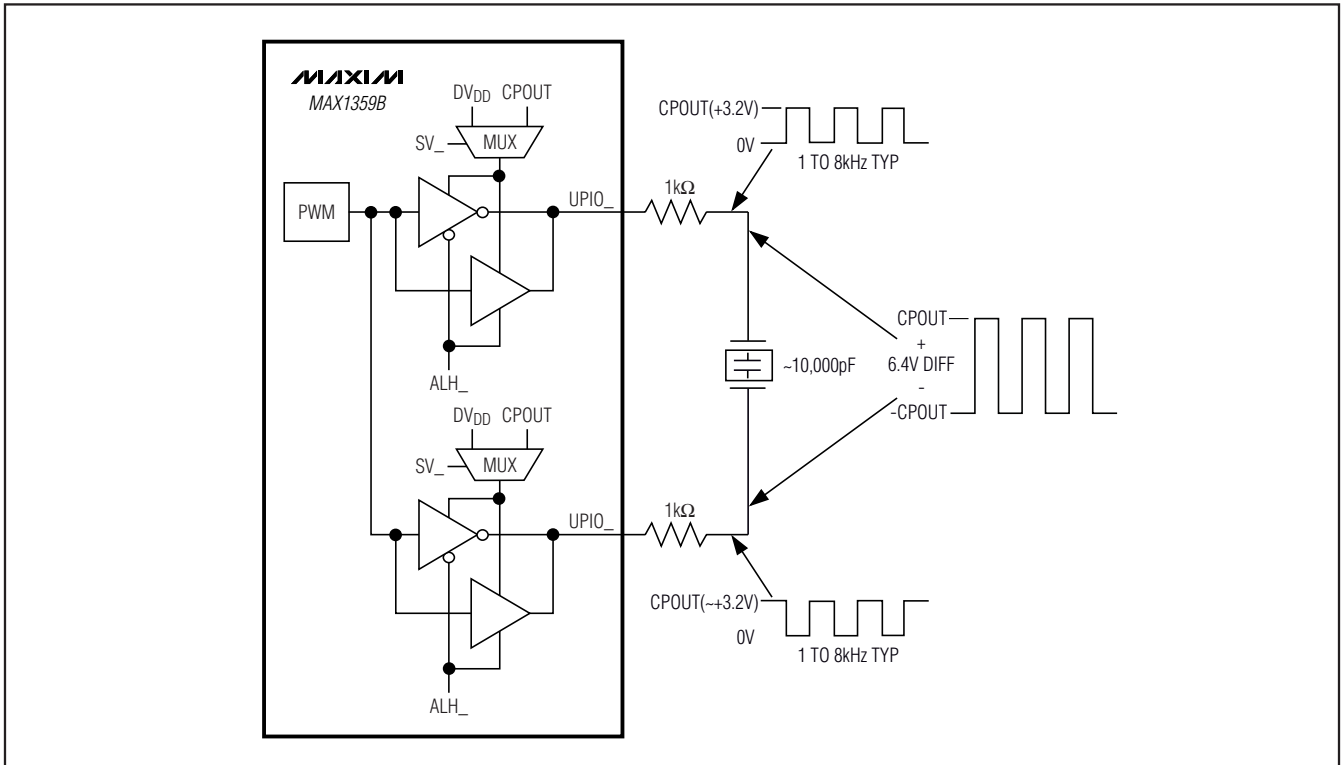 MAXIM
MAX1359B
DVDD CPOUT
SV_ MUX
PWM
UPIO_
1kΩ
ALH_
CPOUT(+3.2V)
0V
1 TO 8kHz TYP
~10,000pF
CPOUT
+
6.4V DIFF
-
-CPOUT
DVDD CPOUT
SV_ MUX
UPIO_
1kΩ
ALH_
CPOUT(~+3.2V)
0V
1 TO 8kHz TYP